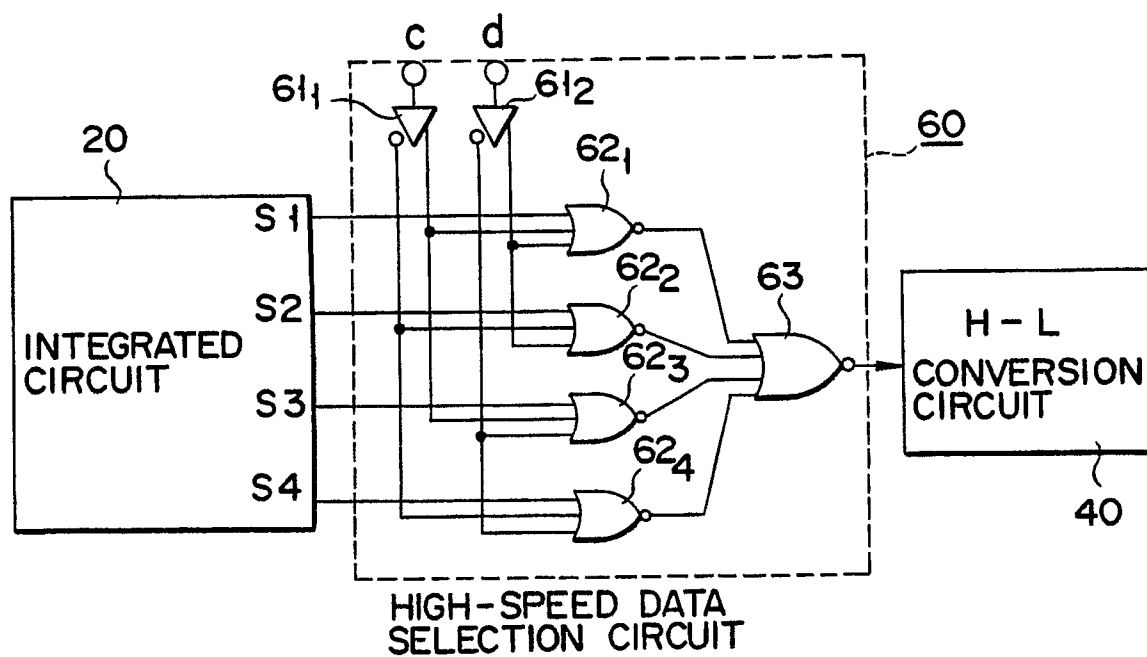 c d
61₁ 61₂
20
60
62₁
S1
62₂
63
S2
H-L
INTEGRATED
CIRCUIT
62₃
CONVERSION
CIRCUIT
S3
62₄
S4
40
HIGH-SPEED DATA
SELECTION CIRCUIT